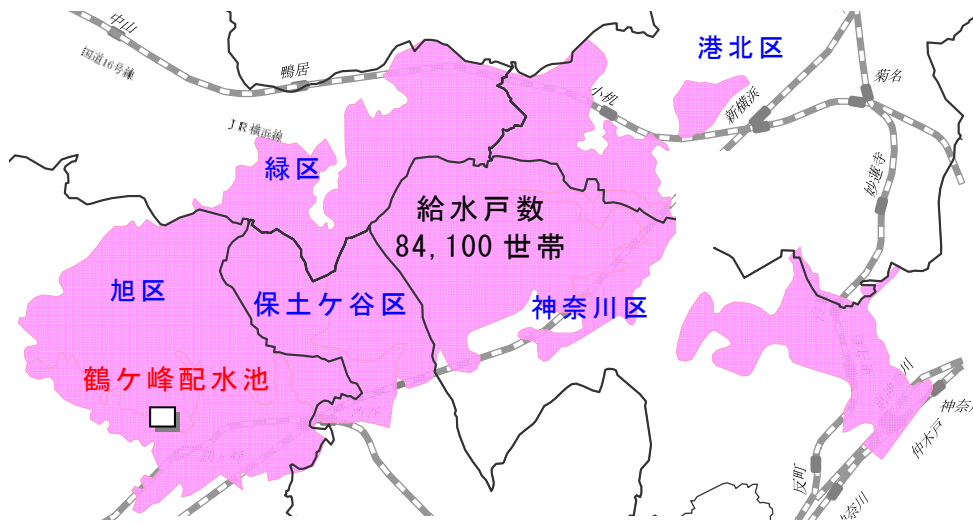 中山
国道16号線
鴨居
港北区
菊名
小机
新横浜
JR横浜線
緑区
妙蓮寺
給水戸数
84,100 世帯
旭区
保土ケ谷区
神奈川区
鶴ケ峰配水池
神奈川
仲木戸
反町